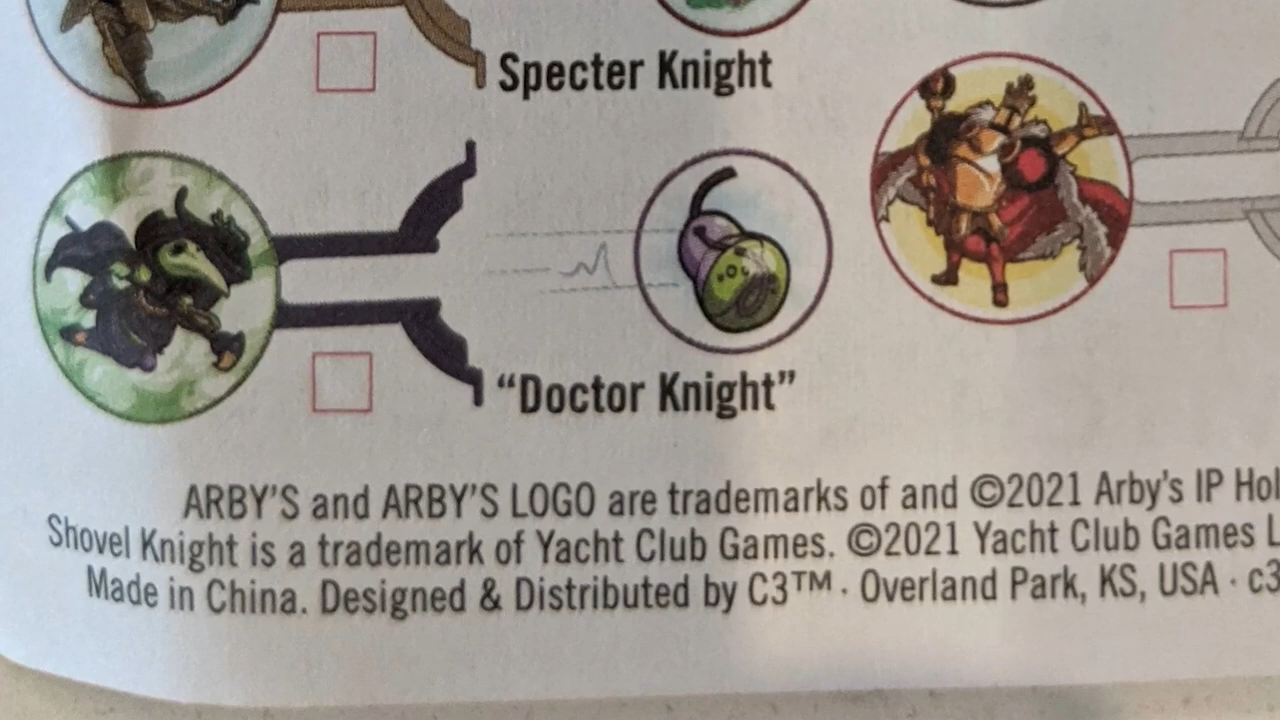 Specter Knight
“Doctor Knight”
ARBY'S and ARBY'S LOGO are trademarks of and ©2021 Arby's IP Hol
Shovel Knight is a trademark of Yacht Club Games. ©2021 Yacht Club Games L
Made in China. Designed & Distributed by C3™ · Overland Park, KS, USA · c3